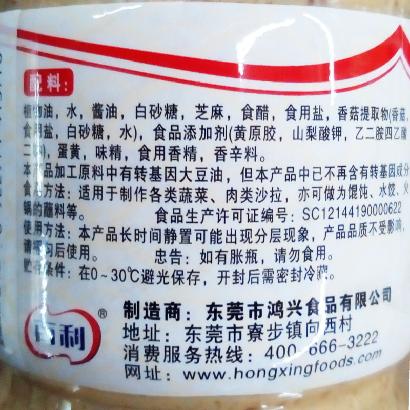 配料:
植物油,水,酱油,白砂糖,芝麻,食醋,食用盐,香菇提取物(香菇,
食用盐,白砂糖,水),食品添加剂(黄原胶,山梨酸钾,乙二胺四乙酸
二钠),蛋黄,味精,食用香精,香辛料。
本产品加工原料中有转基因大豆油,但本产品中已不再含有转基因成分
食用方法:适用于制作各类蔬菜、肉类沙拉,亦可做为馄饨、水饺、火
锅的蘸料等。 食品生产许可证编号:SC12144190000622
使用方法:本产品长时间静置可能出现分层现象,产品品质不受影响,
请摇匀后使用。 忠告:如有胀瓶,请勿食用。
贮存条件:在0~30℃避光保存,开封后需密封冷藏。
百利®
制造商:东莞市鸿兴食品有限公司
地址:东莞市寮步镇向西村
消费服务热线:400-666-3222
网址:www.hongxingfoods.com